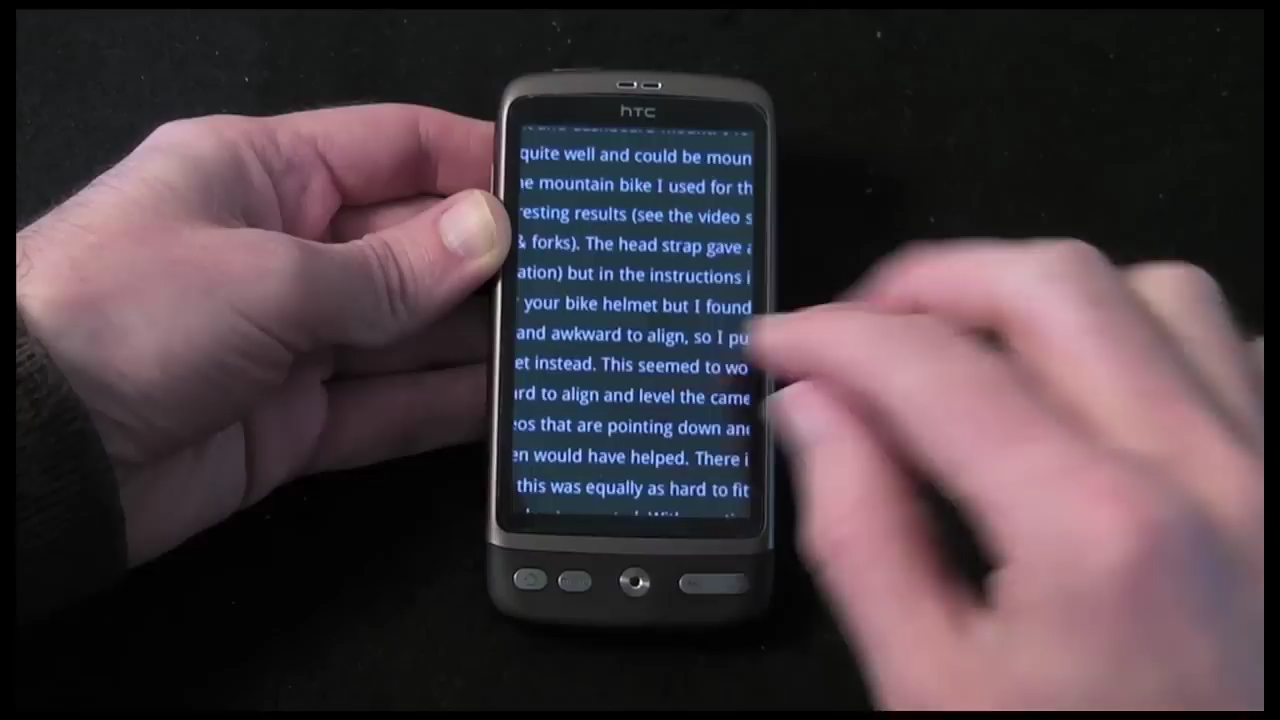 htc
quite well and could be moun
mountain bike I used for th
resting results (see the video s
& forks). The head strap gave a
ation) but in the instructions i
your bike helmet but I found
and awkward to align, so I pu
et instead. This seemed to wo
rd to align and level the came
os that are pointing down and
en would have helped. There i
this was equally as hard to fit